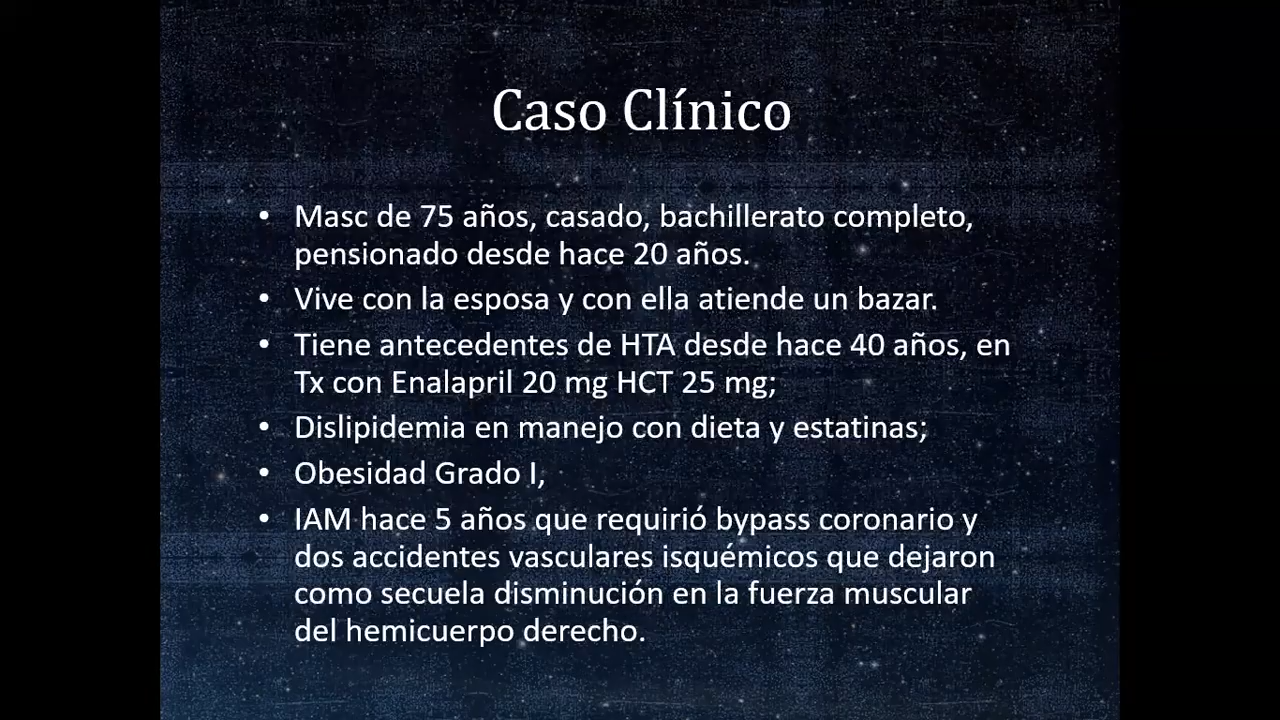 Caso Clínico
• Masc de 75 años, casado, bachillerato completo,
pensionado desde hace 20 años.
• Vive con la esposa y con ella atiende un bazar.
• Tiene antecedentes de HTA desde hace 40 años, en
Tx con Enalapril 20 mg HCT 25 mg;
• Dislipidemia en manejo con dieta y estatinas;
• Obesidad Grado I,
• IAM hace 5 años que requirió bypass coronario y
dos accidentes vasculares isquémicos que dejaron
como secuela disminución en la fuerza muscular
del hemicuerpo derecho.